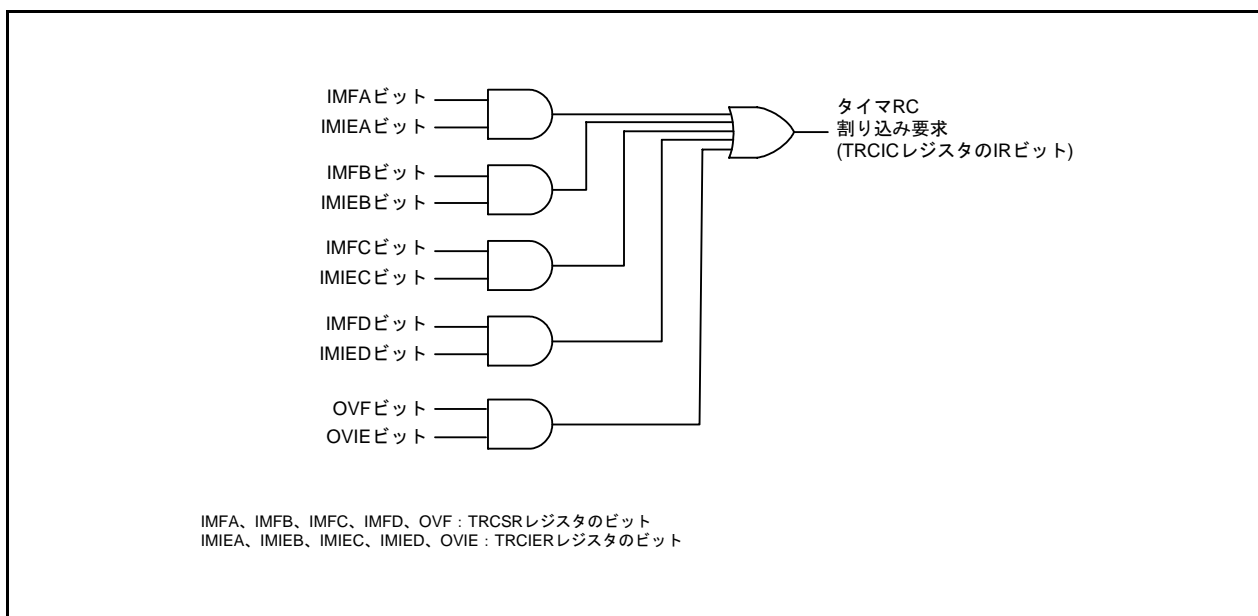 IMFAビット
IMIEAビット
IMFBビット
IMIEBビット
IMFCビット
IMIECビット
IMFDビット
IMIEDビット
OVFビット
OVIEビット
タイマRC
割り込み要求
(TRCICレジスタのIRビット)
IMFA、IMFB、IMFC、IMFD、OVF：TRCSRレジスタのビット
IMIEA、IMIEB、IMIEC、IMIED、OVIE：TRCIERレジスタのビット